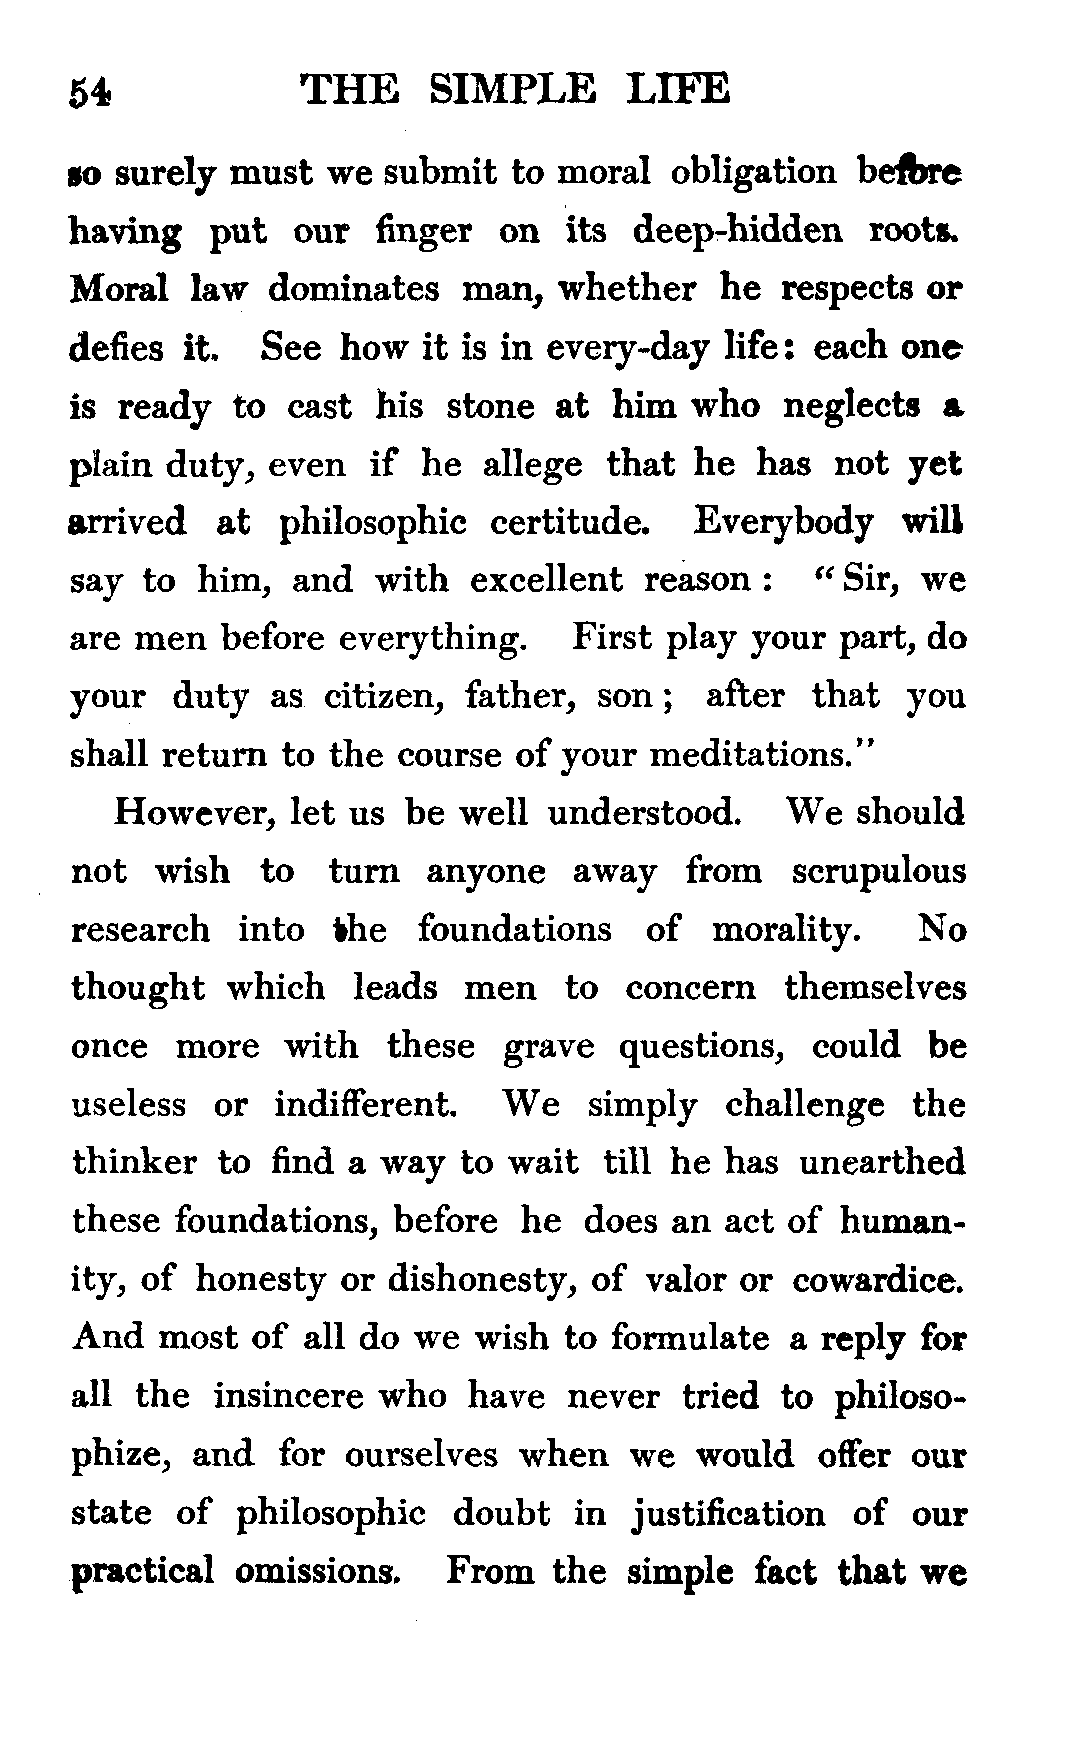 54 THE SIMPLE LIFE
so surely must we submit to moral obligation before
having put our finger on its deep-hidden roots.
Moral law dominates man, whether he respects or
defies it. See how it is in every-day life: each one
is ready to cast his stone at him who neglects a
plain duty, even if he allege that he has not yet
arrived at philosophic certitude. Everybody will
say to him, and with excellent reason : “ Sir, we
are men before everything. First play your part, do
your duty as citizen, father, son ; after that you
shall return to the course of your meditations.”
However, let us be well understood. We should
not wish to turn anyone away from scrupulous
research into the foundations of morality. No
thought which leads men to concern themselves
once more with these grave questions, could be
useless or indifferent. We simply challenge the
thinker to find a way to wait till he has unearthed
these foundations, before he does an act of human-
ity, of honesty or dishonesty, of valor or cowardice.
And most of all do we wish to formulate a reply for
all the insincere who have never tried to philoso-
phize, and for ourselves when we would offer our
state of philosophic doubt in justification of our
practical omissions. From the simple fact that we